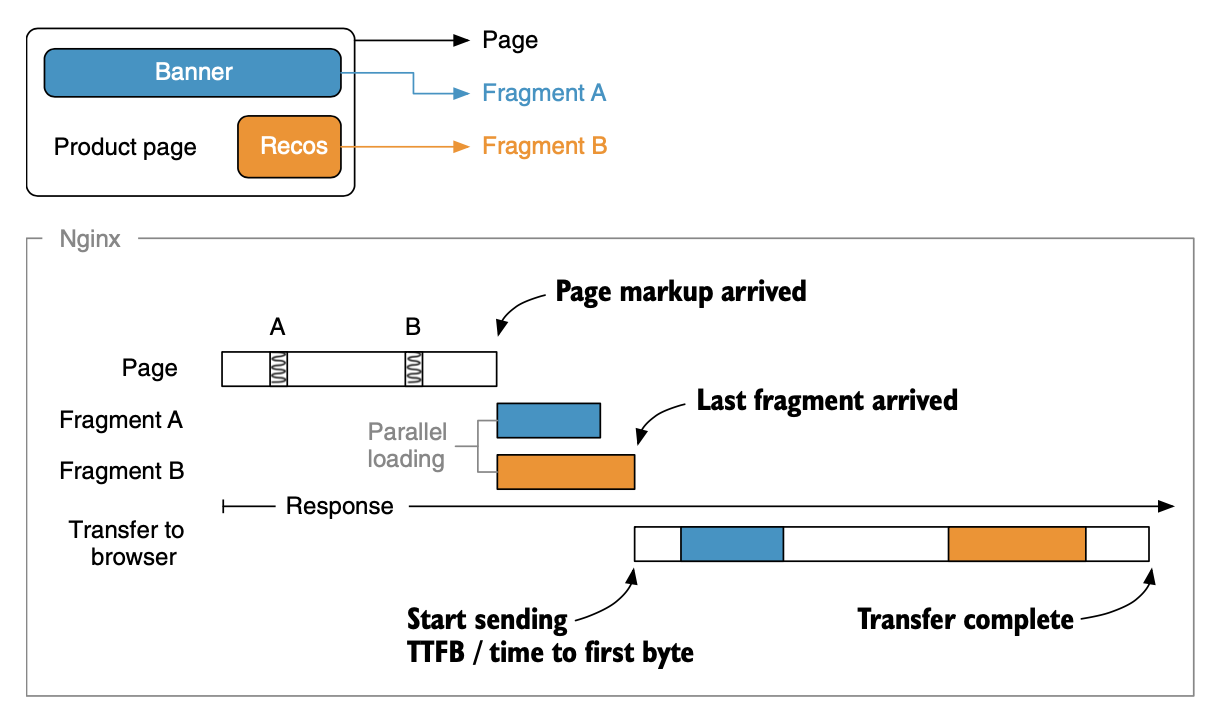 Page
Banner
Fragment A
Product page
Recos
Fragment B
Nginx
Page markup arrived
A
B
Page
Last fragment arrived
Fragment A
Parallel
loading
Fragment B
Response
Transfer to
browser
Start sending
TTFB / time to first byte
Transfer complete